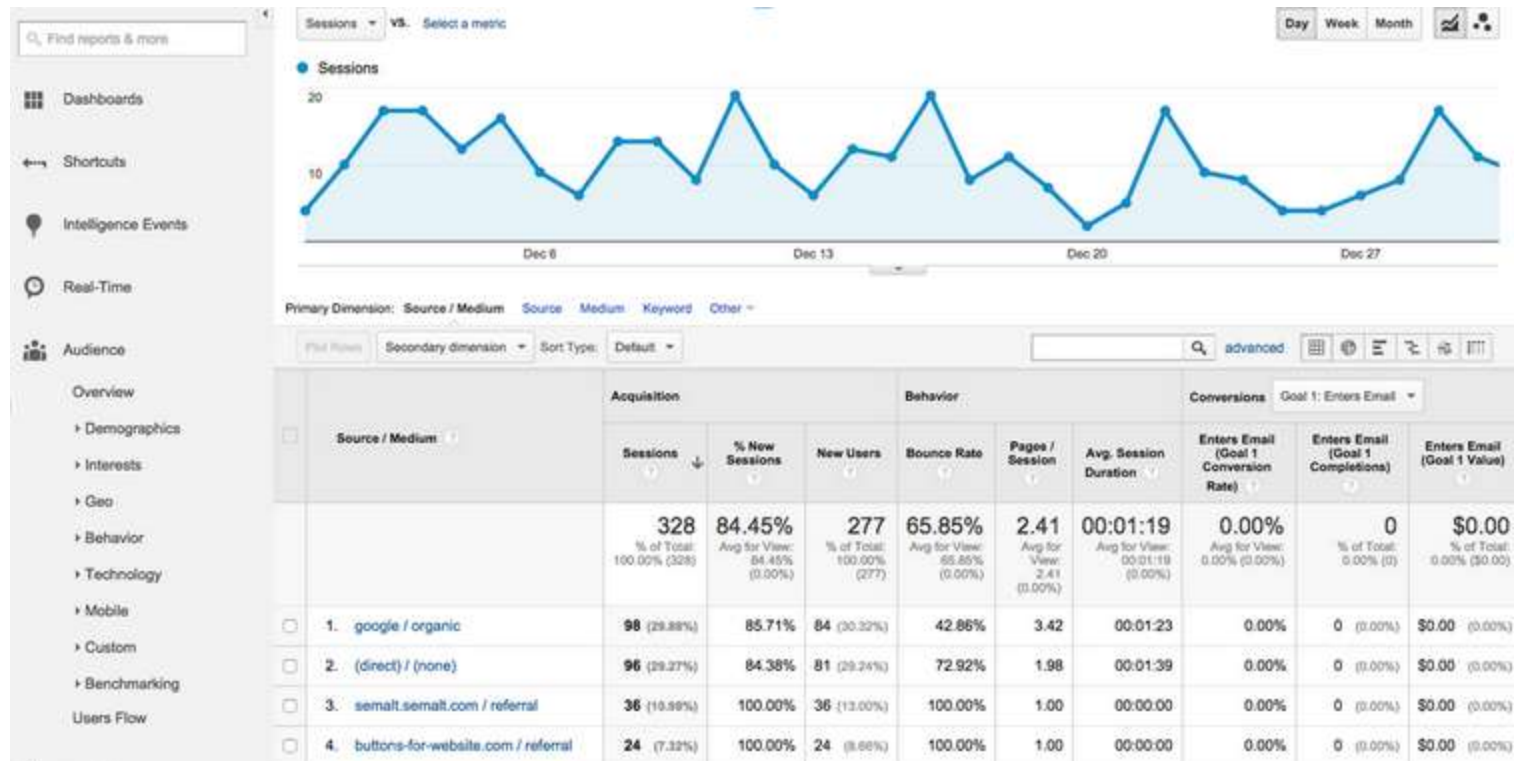 Find reports & more
Dashboards
Shortcuts
Intelligence Events
Real-Time
Audience
Overview
Demographics
Interests
Geo
Behavior
Technology
Mobile
Custom
Benchmarking
Users Flow
Sessions VS. Select a metric
Day Week Month
Sessions
20
10
Dec 6 Dec 13 Dec 20 Dec 27
Primary Dimension: Source / Medium Source Medium Keyword Other
Plot Rows Secondary dimension Sort Type: Default advanced
Acquisition Behavior Conversions Goal 1: Enters Email
Source / Medium ?
Sessions ?
% New Sessions ?
New Users ?
Bounce Rate ?
Pages / Session ?
Avg. Session Duration ?
Enters Email (Goal 1 Conversion Rate) ?
Enters Email (Goal 1 Completions) ?
Enters Email (Goal 1 Value) ?
328 84.45% 277 65.85% 2.41 00:01:19 0.00% 0 $0.00
% of Total: 100.00% (328)
Avg for View: 84.45% (0.00%)
% of Total: 100.00% (277)
Avg for View: 65.85% (0.00%)
Avg for View: 2.41 (0.00%)
Avg for View: 00:01:19 (0.00%)
Avg for View: 0.00% (0.00%)
% of Total: 0.00% (0)
% of Total: 0.00% ($0.00)
1. google / organic 98 (29.88%) 85.71% 84 (30.32%) 42.86% 3.42 00:01:23 0.00% 0 (0.00%) $0.00 (0.00%)
2. (direct) / (none) 96 (29.27%) 84.38% 81 (29.24%) 72.92% 1.98 00:01:39 0.00% 0 (0.00%) $0.00 (0.00%)
3. semalt.semalt.com / referral 36 (10.98%) 100.00% 36 (13.00%) 100.00% 1.00 00:00:00 0.00% 0 (0.00%) $0.00 (0.00%)
4. buttons-for-website.com / referral 24 (7.32%) 100.00% 24 (8.66%) 100.00% 1.00 00:00:00 0.00% 0 (0.00%) $0.00 (0.00%)